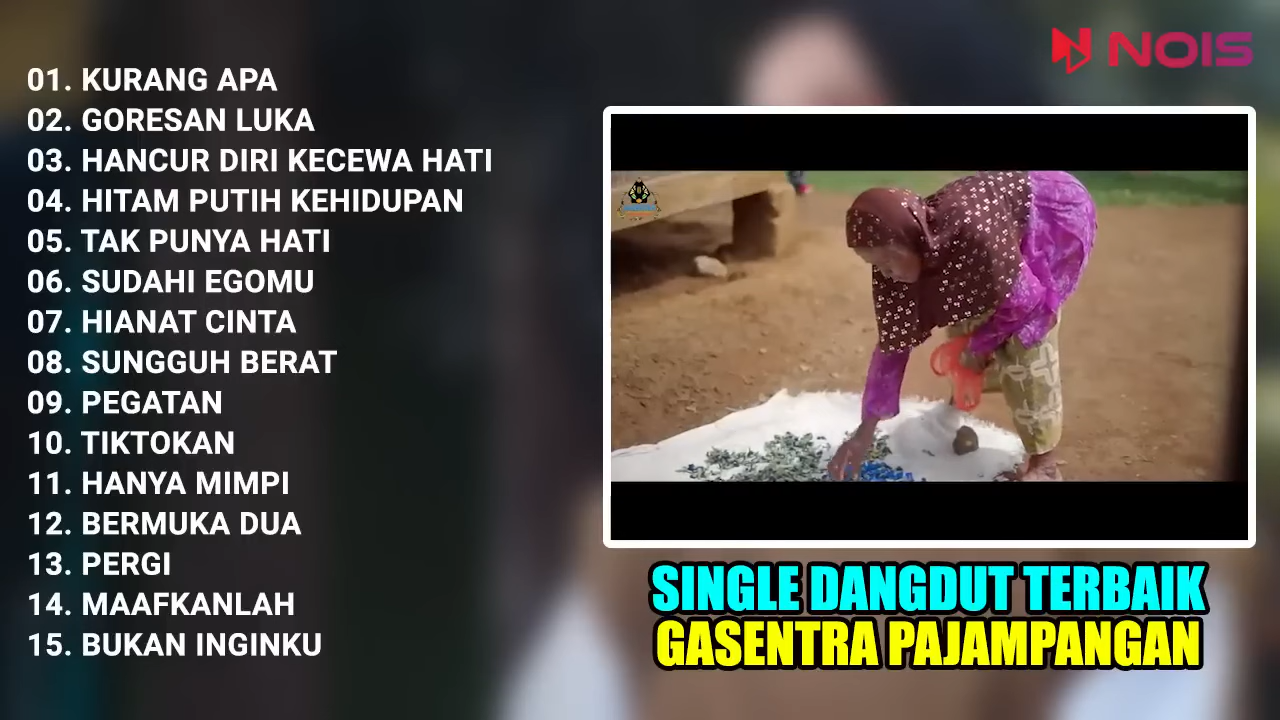 NOIS
01. KURANG APA
02. GORESAN LUKA
03. HANCUR DIRI KECEWA HATI
04. HITAM PUTIH KEHIDUPAN
05. TAK PUNYA HATI
06. SUDAHI EGOMU
07. HIANAT CINTA
08. SUNGGUH BERAT
09. PEGATAN
10. TIKTOKAN
11. HANYA MIMPI
12. BERMUKA DUA
13. PERGI
14. MAAFKANLAH
15. BUKAN INGINKU
SINGLE DANGDUT TERBAIK
GASENTRA PAJAMPANGAN